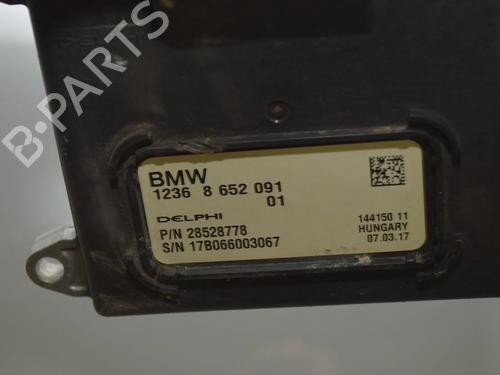 B-PARTS
BMW
1236 8 652 091
01
DELPHI
P/N 28528778
S/N 17B066003067
144150 11
HUNGARY
07.03.17